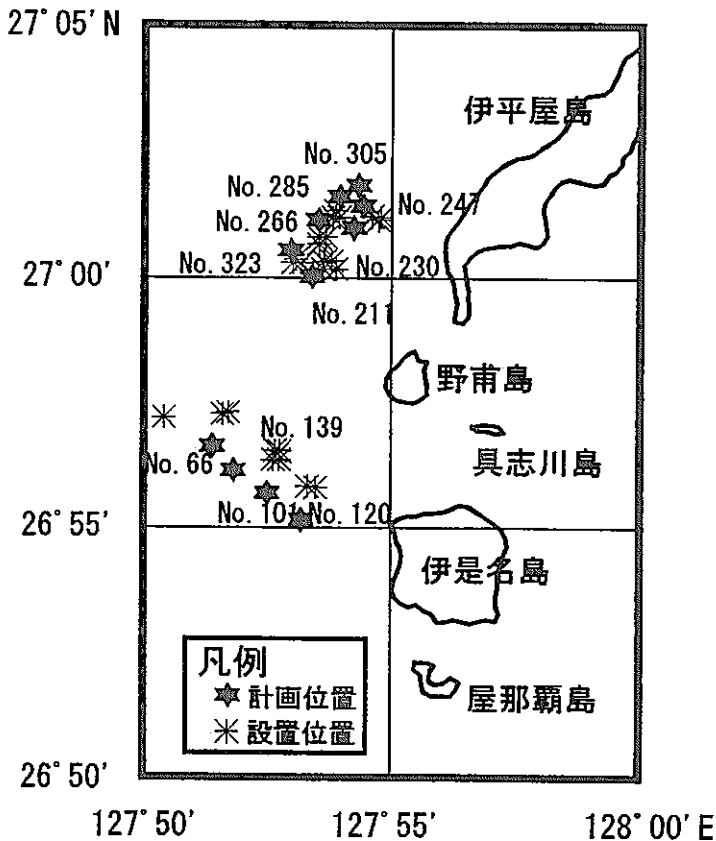 27°05′N
伊平屋島
No.305
No.285
No.247
No.266
No.323
No.230
27°00′
No.211
野甫島
No.139
No.66
具志川島
No.101
No.120
26°55′
伊是名島
凡例
計画位置
設置位置
屋那覇島
26°50′
127°50′
127°55′
128°00′E